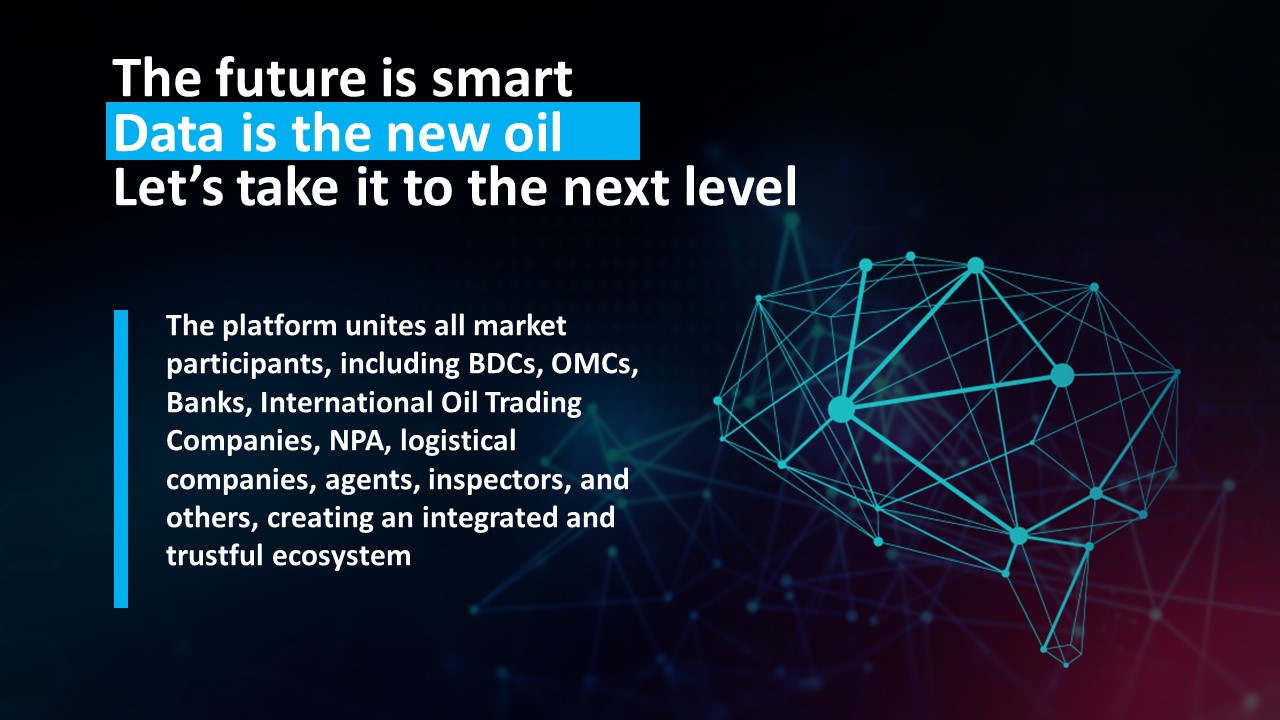 The future is smart
Data is the new oil
Let’s take it to the next level
The platform unites all market
participants, including BDCs, OMCs,
Banks, International Oil Trading
Companies, NPA, logistical
companies, agents, inspectors, and
others, creating an integrated and
trustful ecosystem